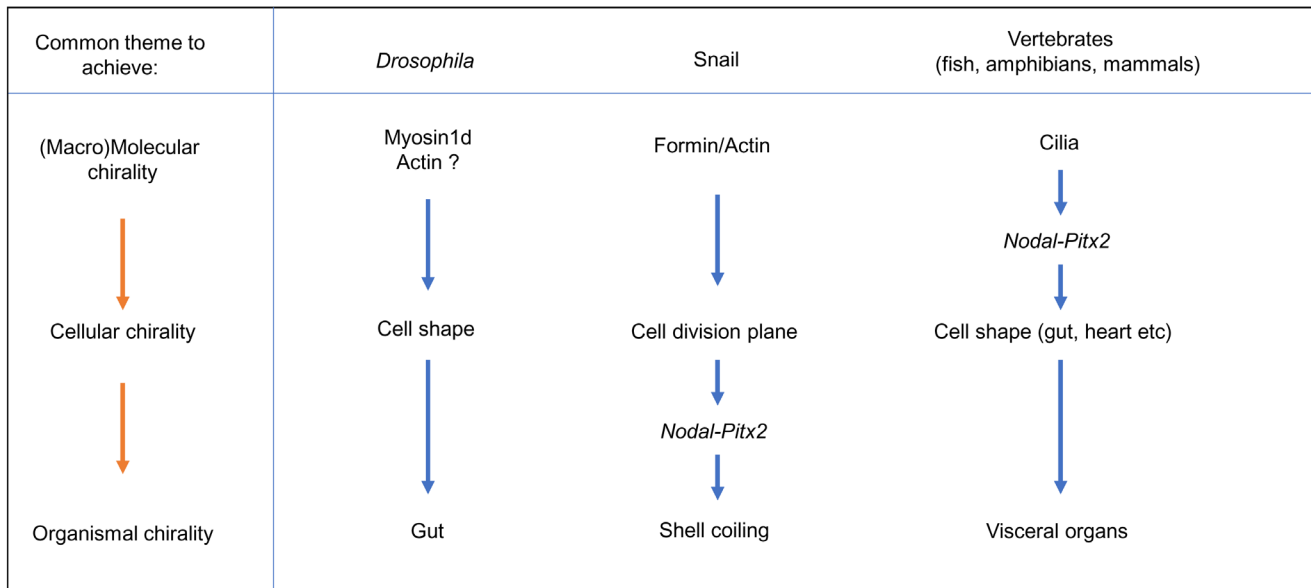 Common theme to
achieve:
Drosophila
Snail
Vertebrates
(fish, amphibians, mammals)
(Macro)Molecular
chirality
Myosin1d
Actin ?
Formin/Actin
Cilia
Nodal-Pitx2
Cellular chirality
Cell shape
Cell division plane
Cell shape (gut, heart etc)
Nodal-Pitx2
Organismal chirality
Gut
Shell coiling
Visceral organs